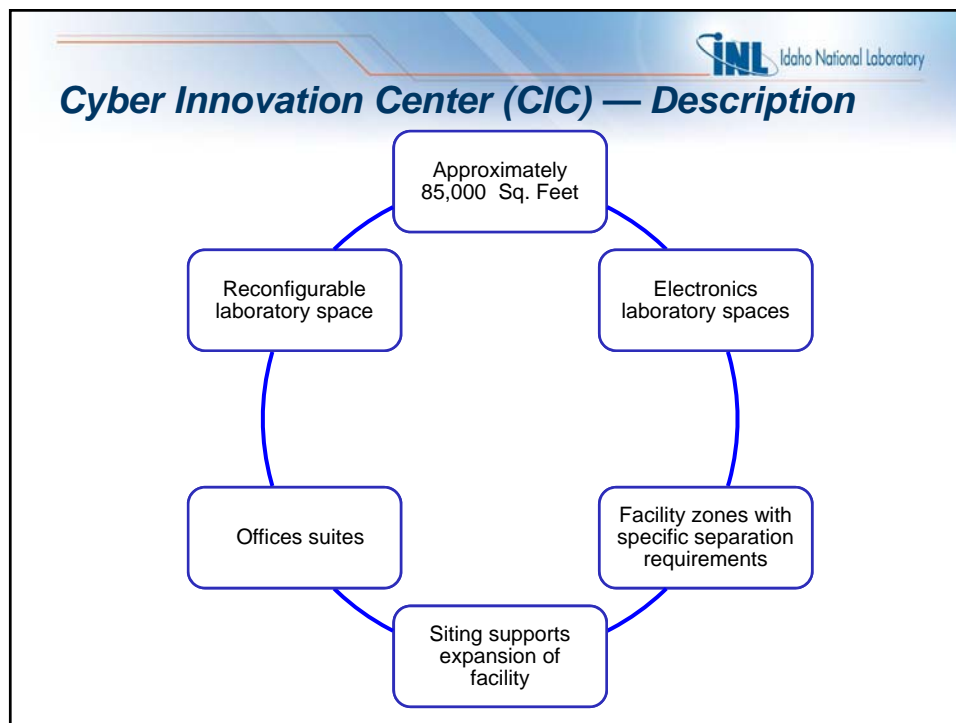 INL Idaho National Laboratory
Cyber Innovation Center (CIC) — Description
Approximately
85,000 Sq. Feet
Electronics
laboratory spaces
Facility zones with
specific separation
requirements
Siting supports
expansion of
facility
Offices suites
Reconfigurable
laboratory space